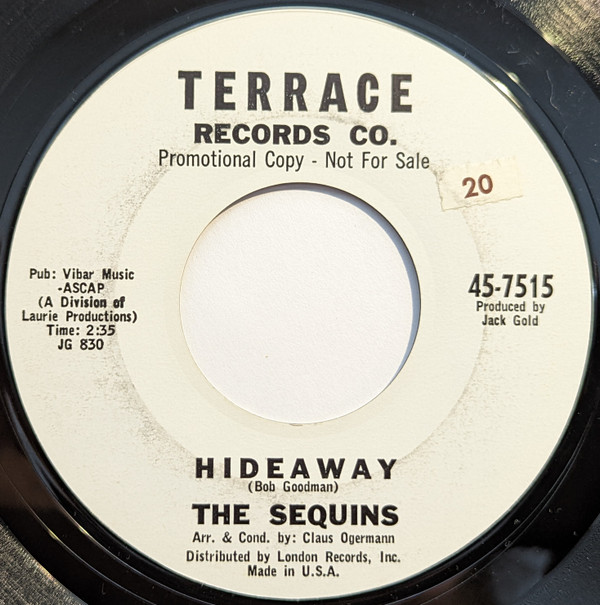 TERRACE
RECORDS CO.
Promotional Copy - Not For Sale
20
Pub: Vibar Music
-ASCAP
(A Division of
Laurie Productions)
Time: 2:35
JG 830
45-7515
Produced by
Jack Gold
HIDEAWAY
(Bob Goodman)
THE SEQUINS
Arr. & Cond. by: Claus Ogermann
Distributed by London Records, Inc.
Made in U.S.A.